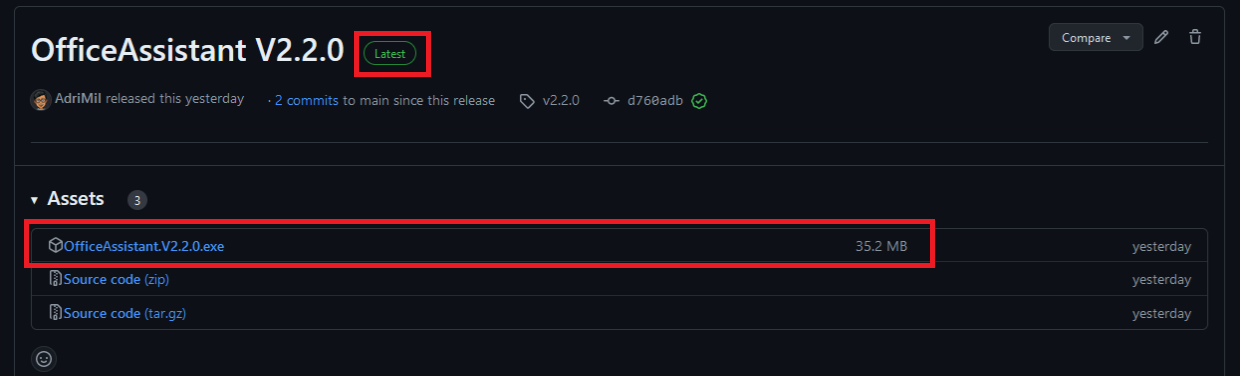 OfficeAssistant V2.2.0 Latest Compare
AdriMil released this yesterday · 2 commits to main since this release v2.2.0 d760adb
Assets 3
OfficeAssistant.V2.2.0.exe 35.2 MB yesterday
Source code (zip) yesterday
Source code (tar.gz) yesterday